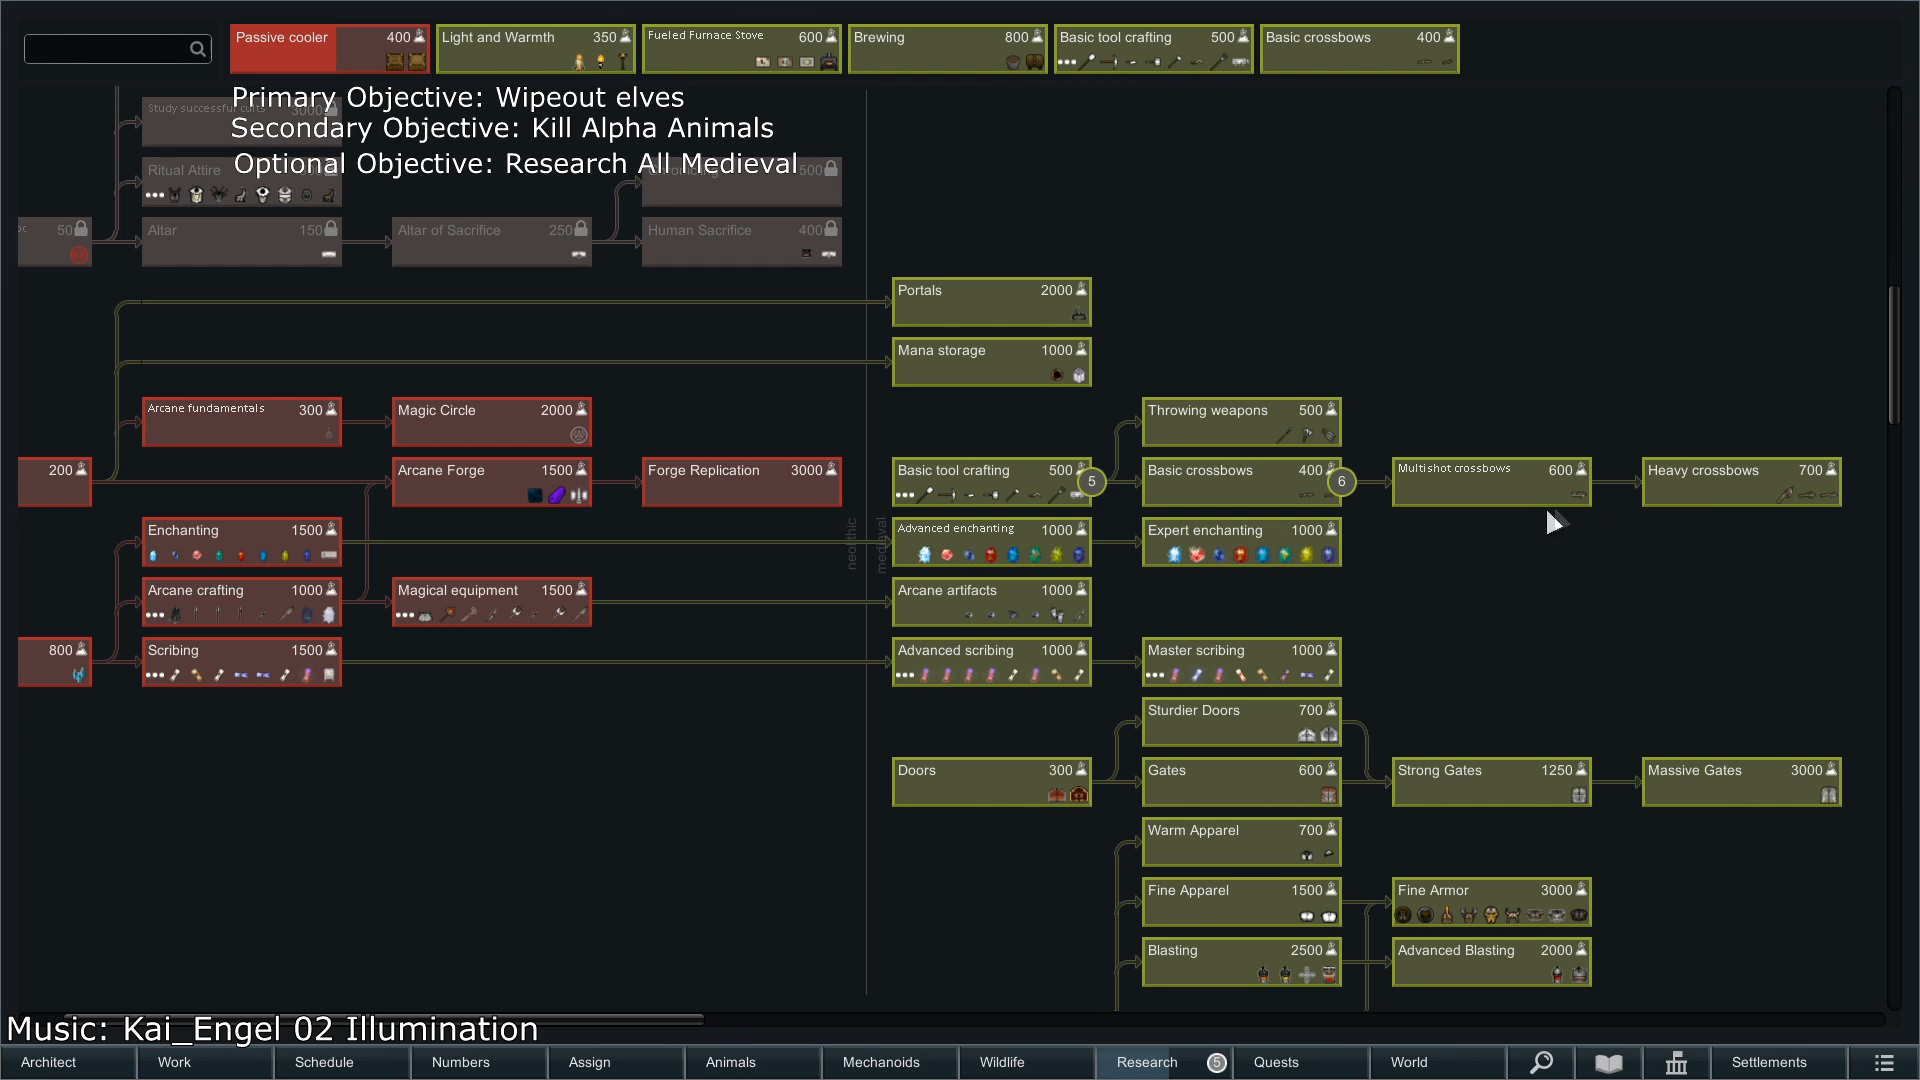 Passive cooler 400
Light and Warmth 350
Fueled Furnace Stove 600
Brewing 800
Basic tool crafting 500
Basic crossbows 400
Primary Objective: Wipeout elves
Secondary Objective: Kill Alpha Animals
Optional Objective: Research All Medieval
Study successful cults 3000
Ritual Attire
500
50
Altar 150
Altar of Sacrifice 250
Human Sacrifice 400
Portals 2000
Mana storage 1000
Arcane fundamentals 300
Magic Circle 2000
Throwing weapons 500
200
Arcane Forge 1500
Forge Replication 3000
Basic tool crafting 500
5
Basic crossbows 400
6
Multishot crossbows 600
Heavy crossbows 700
Enchanting 1500
neolithic
medieval
Advanced enchanting 1000
Expert enchanting 1000
Arcane crafting 1000
Magical equipment 1500
Arcane artifacts 1000
800
Scribing 1500
Advanced scribing 1000
Master scribing 1000
Sturdier Doors 700
Doors 300
Gates 600
Strong Gates 1250
Massive Gates 3000
Warm Apparel 700
Fine Apparel 1500
Fine Armor 3000
Blasting 2500
Advanced Blasting 2000
Music: Kai_Engel 02 Illumination
Architect
Work
Schedule
Numbers
Assign
Animals
Mechanoids
Wildlife
Research 5
Quests
World
Settlements